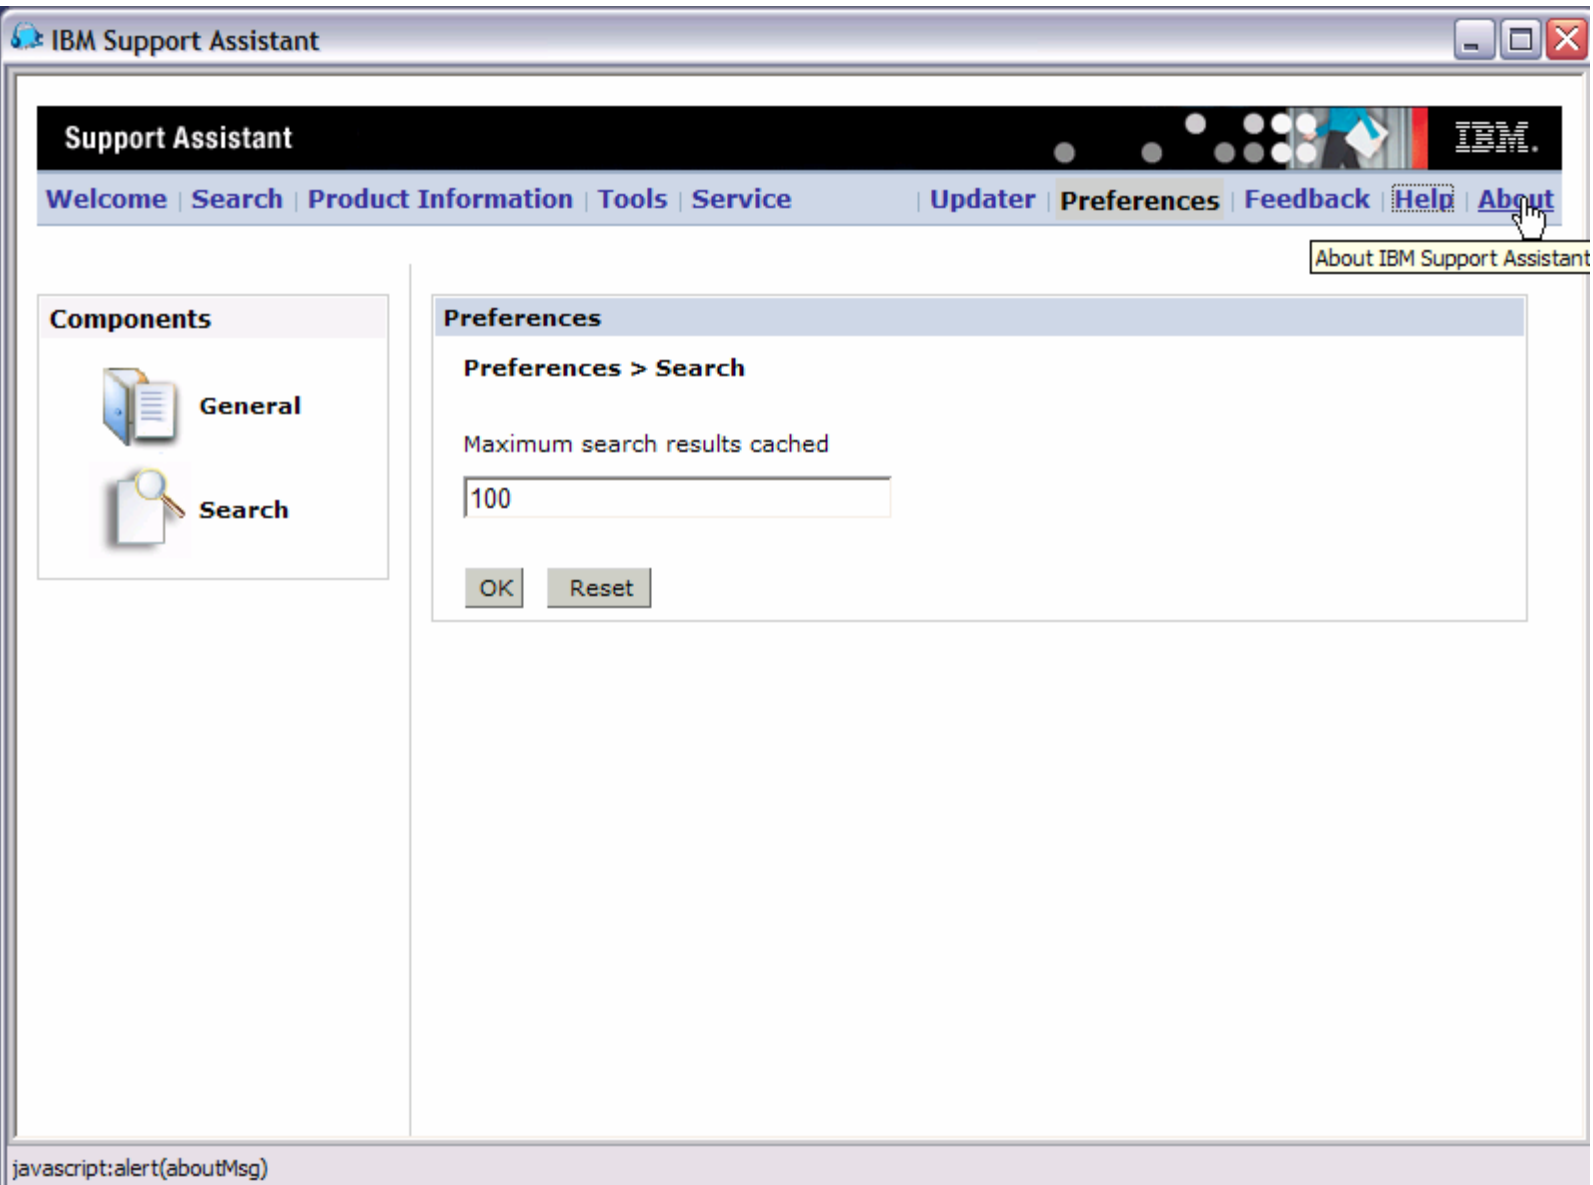 IBM Support Assistant
Support Assistant
IBM.
Welcome | Search | Product Information | Tools | Service | Updater | Preferences | Feedback | Help | About
About IBM Support Assistant
Components
General
Search
Preferences
Preferences > Search
Maximum search results cached
100
OK Reset
javascript:alert(aboutMsg)